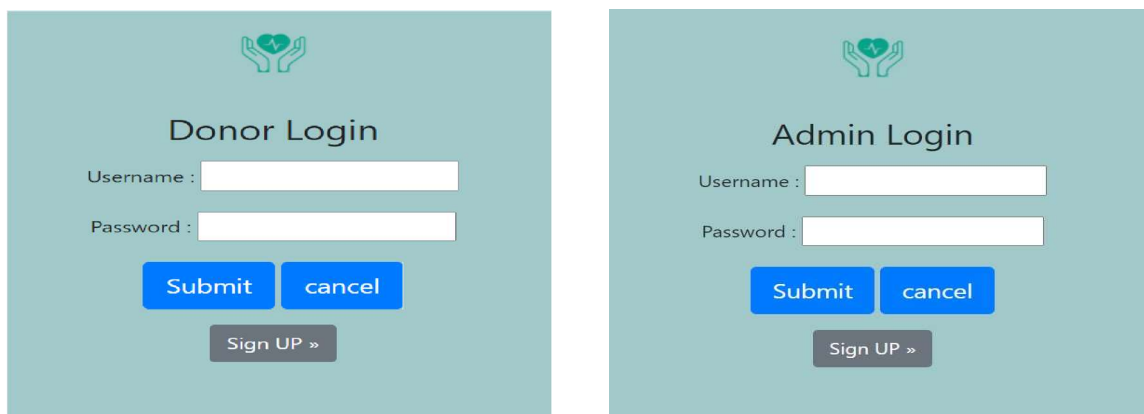 Donor Login
Username :
Password :
Submit cancel
Sign UP »
Admin Login
Username :
Password :
Submit cancel
Sign UP »